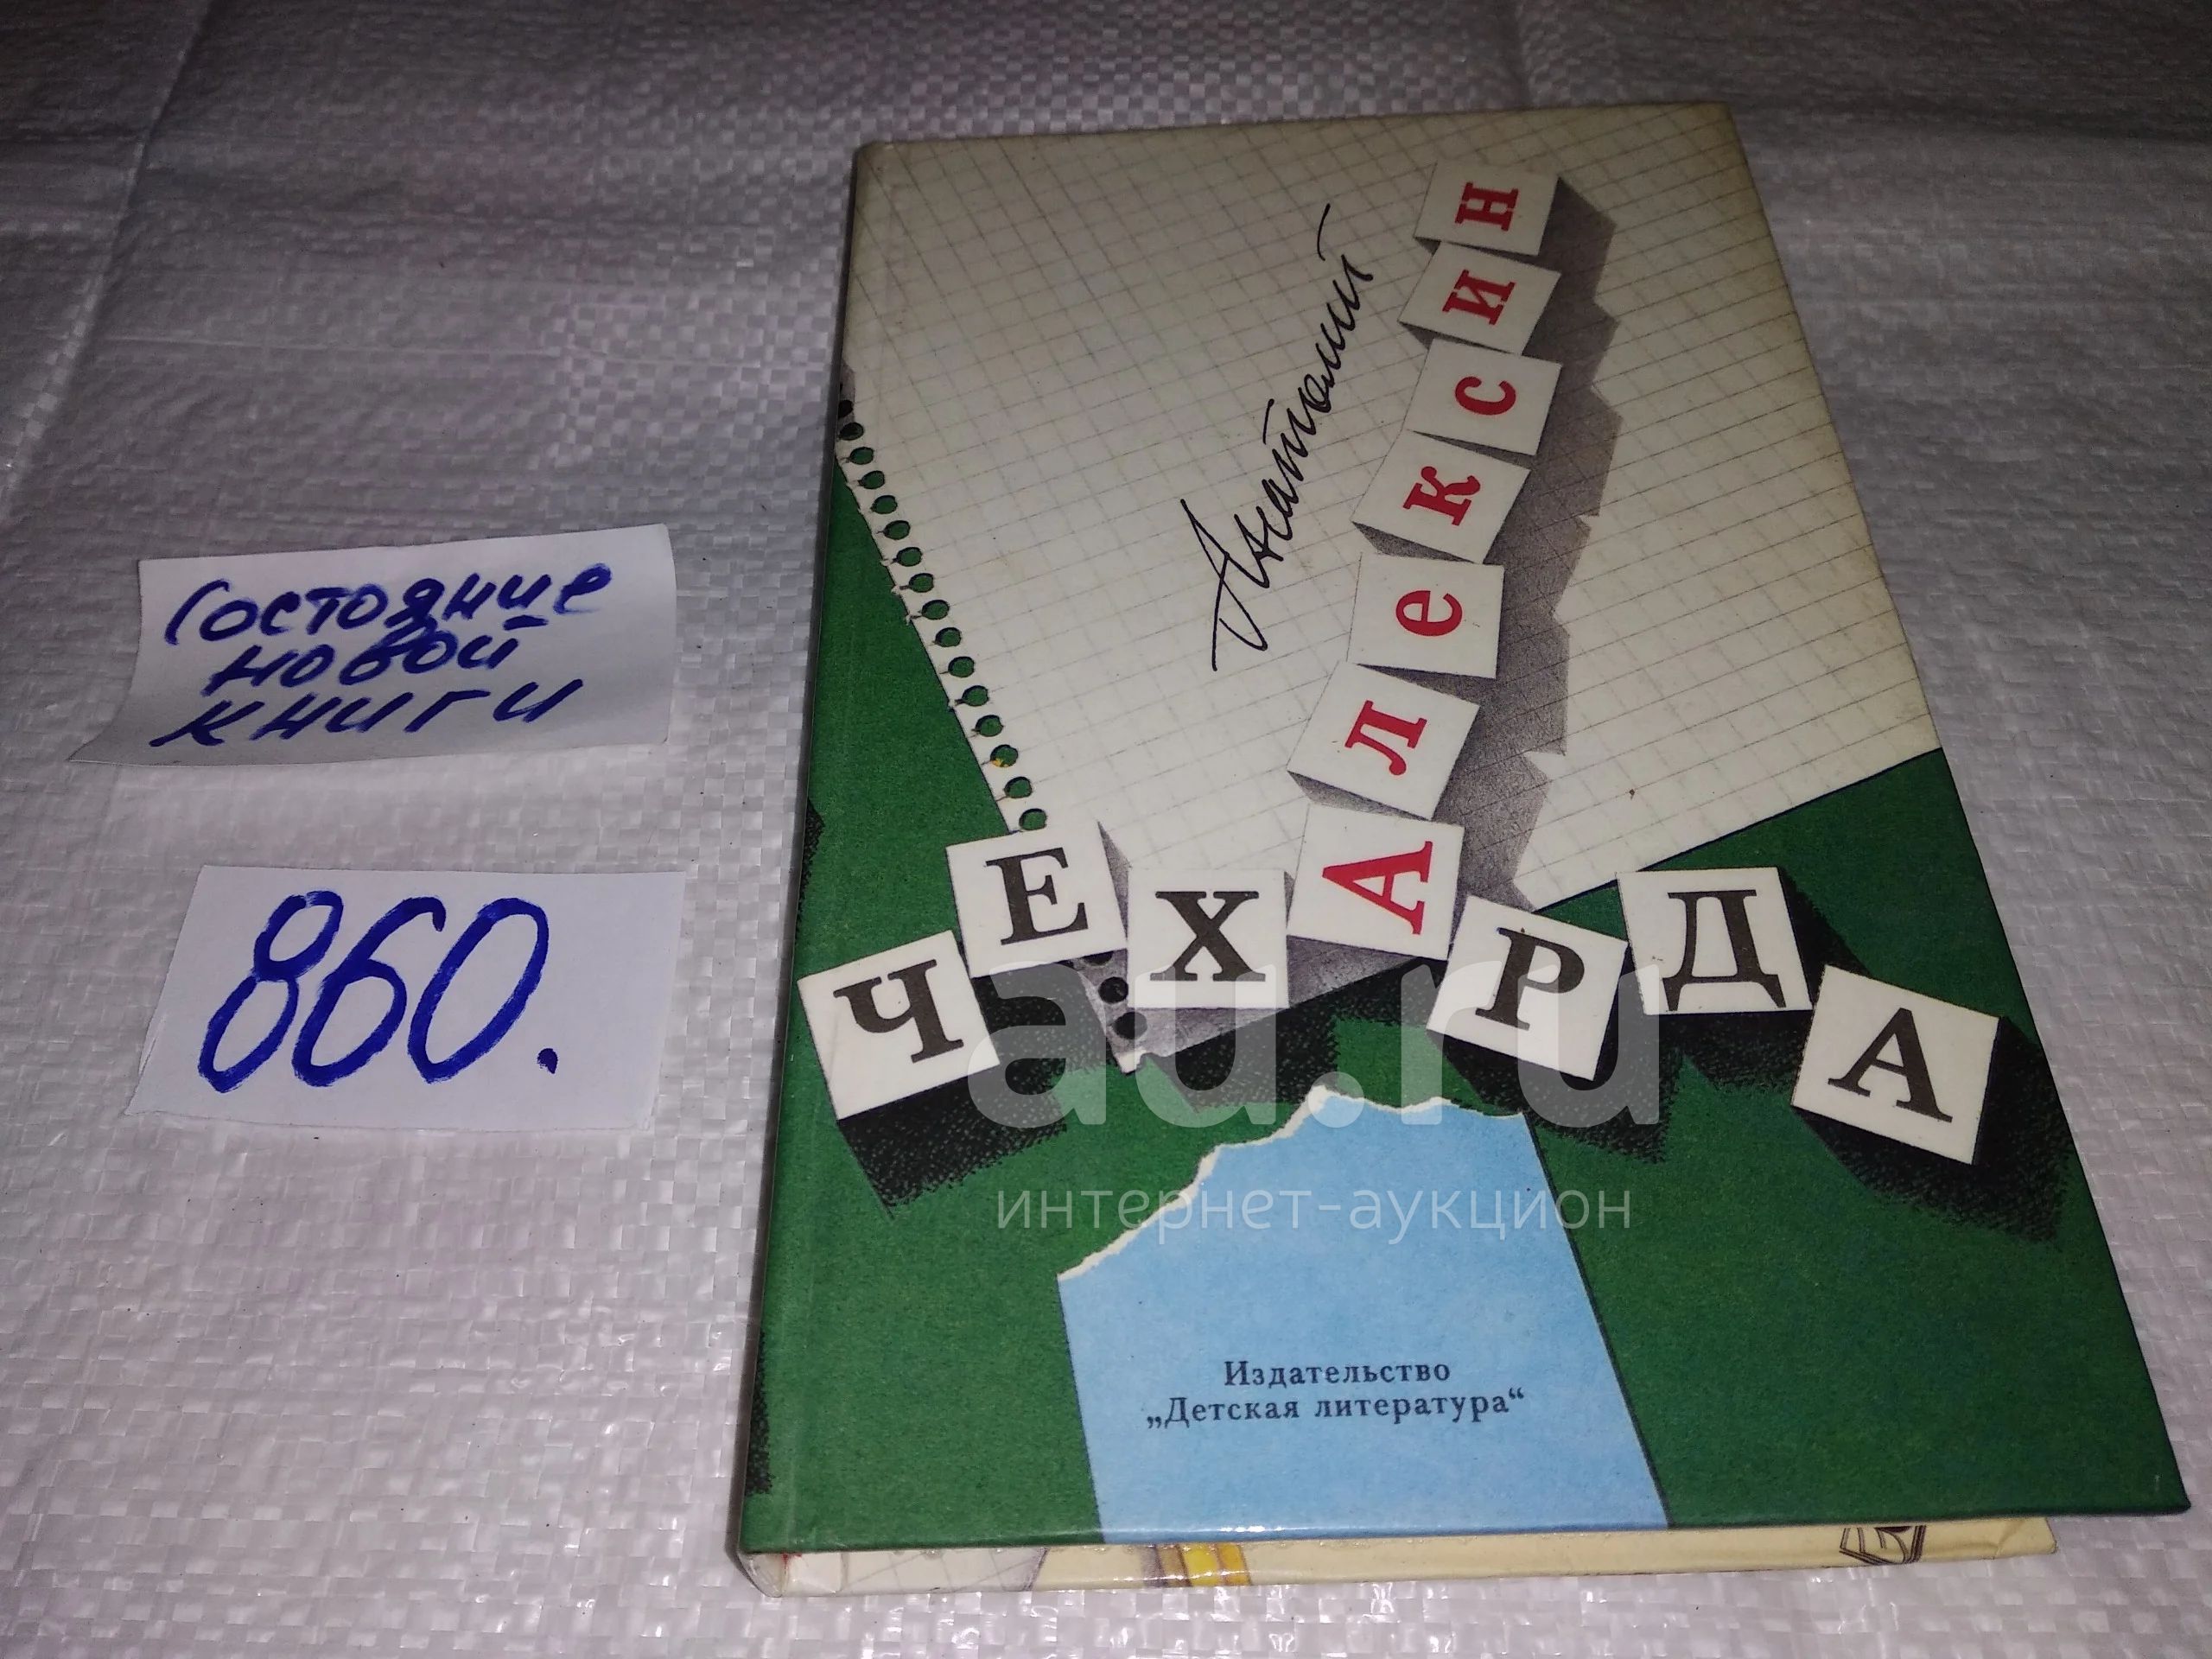 Состояние
новой
книги
860.
Анатолий
Алексин
ЧЕХАРДА
au.ru
интернет-аукцион
Издательство
„Детская литература“